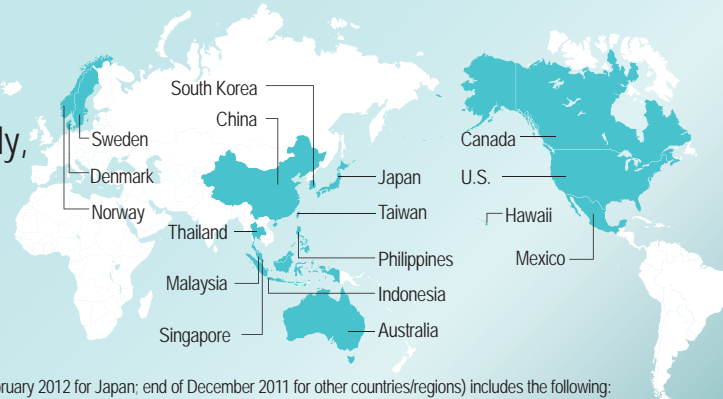 ly,
South Korea
China
Sweden
Denmark
Norway
Thailand
Malaysia
Singapore
Japan
Taiwan
Philippines
Indonesia
Australia
Canada
U.S.
Hawaii
Mexico
ruary 2012 for Japan; end of December 2011 for other countries/regions) includes the following: